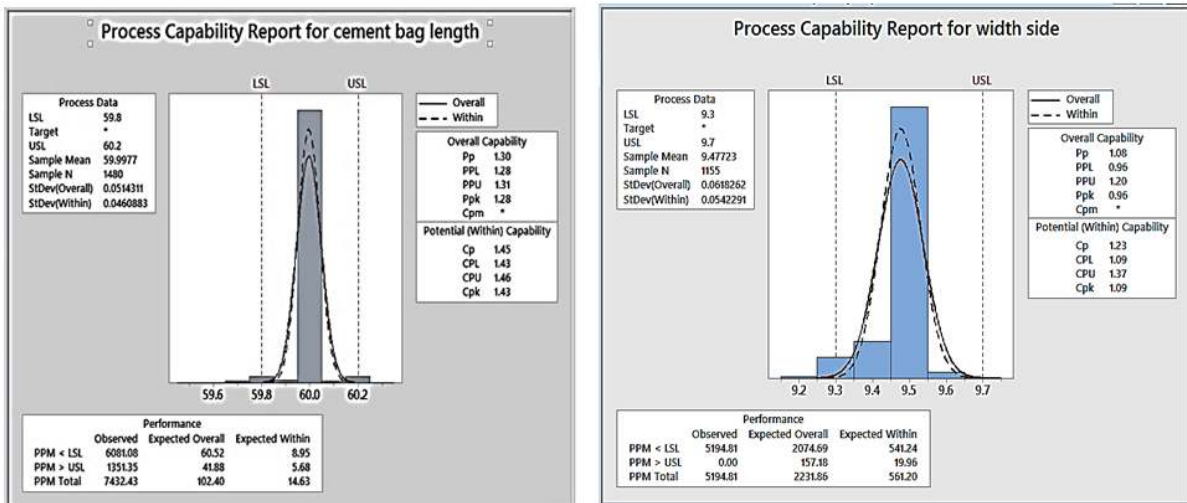 Process Capability Report for cement bag length
LSL USL
Process Data
LSL 59.8
Target *
USL 60.2
Sample Mean 59.9977
Sample N 1480
StDev(Overall) 0.0514311
StDev(Within) 0.0460883
Overall
Within
Overall Capability
Pp 1.30
PPL 1.28
PPU 1.31
Ppk 1.28
Cpm *
Potential (Within) Capability
Cp 1.45
CPL 1.43
CPU 1.46
Cpk 1.43
59.6 59.8 60.0 60.2
Performance
Observed Expected Overall Expected Within
PPM < LSL 6081.08 60.52 8.95
PPM > USL 1351.35 41.88 5.68
PPM Total 7432.43 102.40 14.63
Process Capability Report for width side
LSL USL
Process Data
LSL 9.3
Target *
USL 9.7
Sample Mean 9.47723
Sample N 1155
StDev(Overall) 0.0618262
StDev(Within) 0.0542291
Overall
Within
Overall Capability
Pp 1.08
PPL 0.96
PPU 1.20
Ppk 0.96
Cpm *
Potential (Within) Capability
Cp 1.23
CPL 1.09
CPU 1.37
Cpk 1.09
9.2 9.3 9.4 9.5 9.6 9.7
Performance
Observed Expected Overall Expected Within
PPM < LSL 5194.81 2074.69 541.24
PPM > USL 0.00 157.18 19.96
PPM Total 5194.81 2231.86 561.20